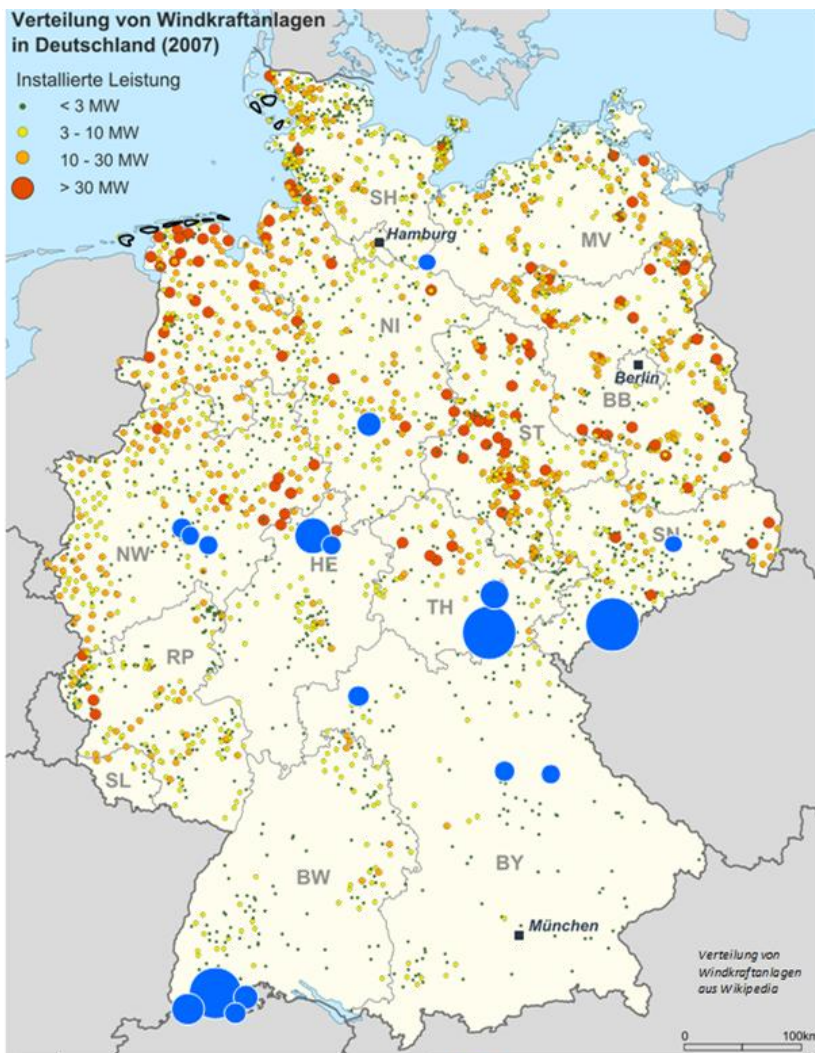 Verteilung von Windkraftanlagen
in Deutschland (2007)
Installierte Leistung
< 3 MW
3 - 10 MW
10 - 30 MW
> 30 MW
SH
Hamburg
MV
NI
Berlin
BB
ST
NW
HE
SN
TH
RP
SL
BW
BY
München
Verteilung von
Windkraftanlagen
aus Wikipedia
0 100km